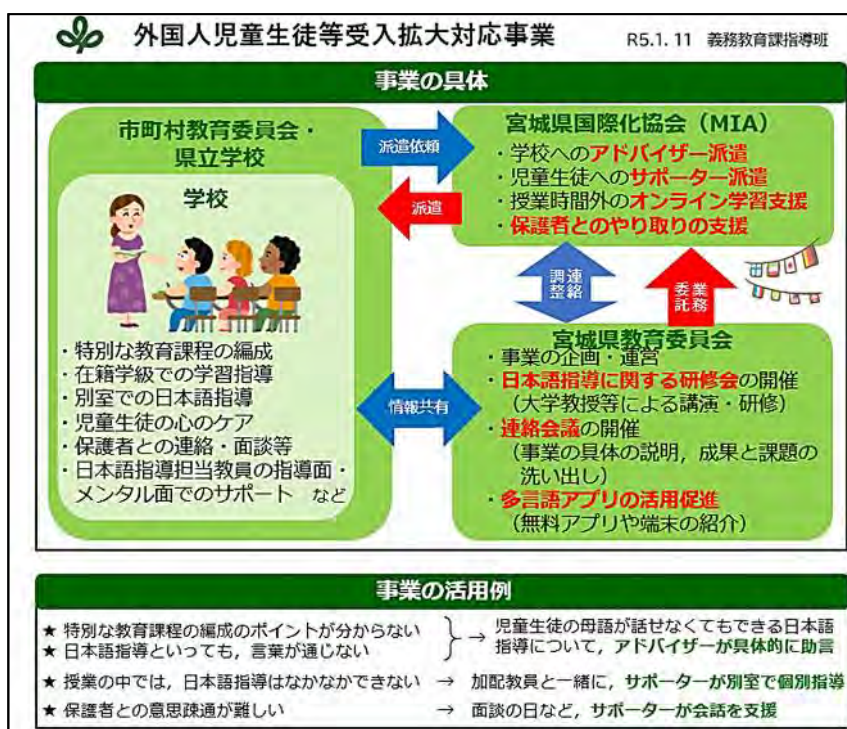 外国人児童生徒等受入拡大対応事業
R5.1.11 義務教育課指導班
事業の具体
市町村教育委員会・
県立学校
学校
・特別な教育課程の編成
・在籍学級での学習指導
・別室での日本語指導
・児童生徒の心のケア
・保護者との連絡・面談等
・日本語指導担当教員の指導面・
メンタル面でのサポート など
派遣依頼
派遣
情報共有
宮城県国際化協会（MIA）
・学校へのアドバイザー派遣
・児童生徒へのサポーター派遣
・授業時間外のオンライン学習支援
・保護者とのやり取りの支援
連絡
調整
業務
委託
宮城県教育委員会
・事業の企画・運営
・日本語指導に関する研修会の開催
（大学教授等による講演・研修）
・連絡会議の開催
（事業の具体の説明，成果と課題の
洗い出し）
・多言語アプリの活用促進
（無料アプリや端末の紹介）
事業の活用例
★ 特別な教育課程の編成のポイントが分からない
★ 日本語指導といっても，言葉が通じない
→ 児童生徒の母語が話せなくてもできる日本語
指導について，アドバイザーが具体的に助言
★ 授業の中では，日本語指導はなかなかできない → 加配教員と一緒に，サポーターが別室で個別指導
★ 保護者との意思疎通が難しい → 面談の日など，サポーターが会話を支援